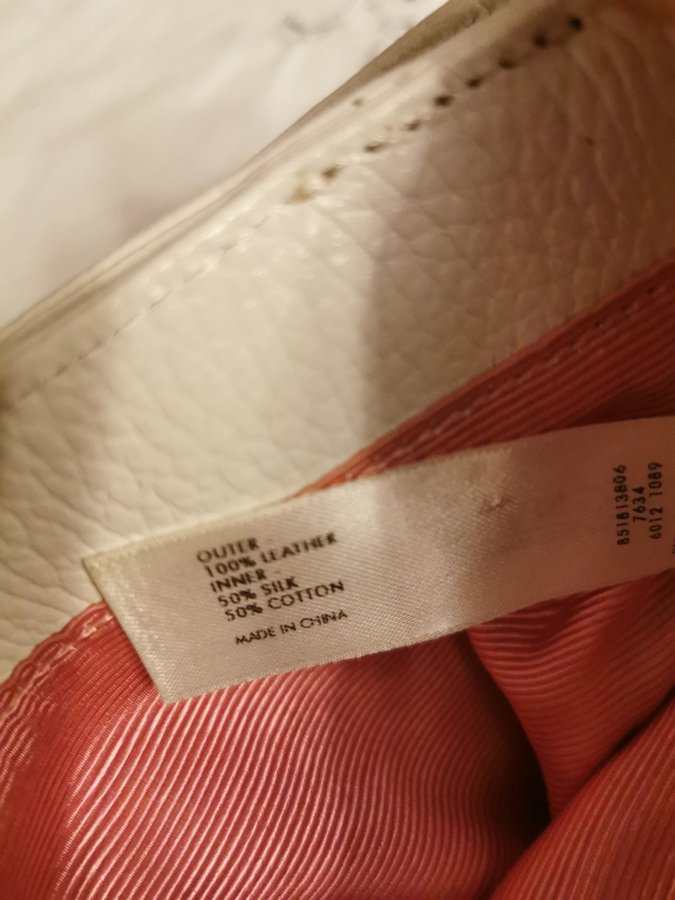 OUTER
100% LEATHER
INNER
50% SILK
50% COTTON
MADE IN CHINA
851813806
7634
6012 1089